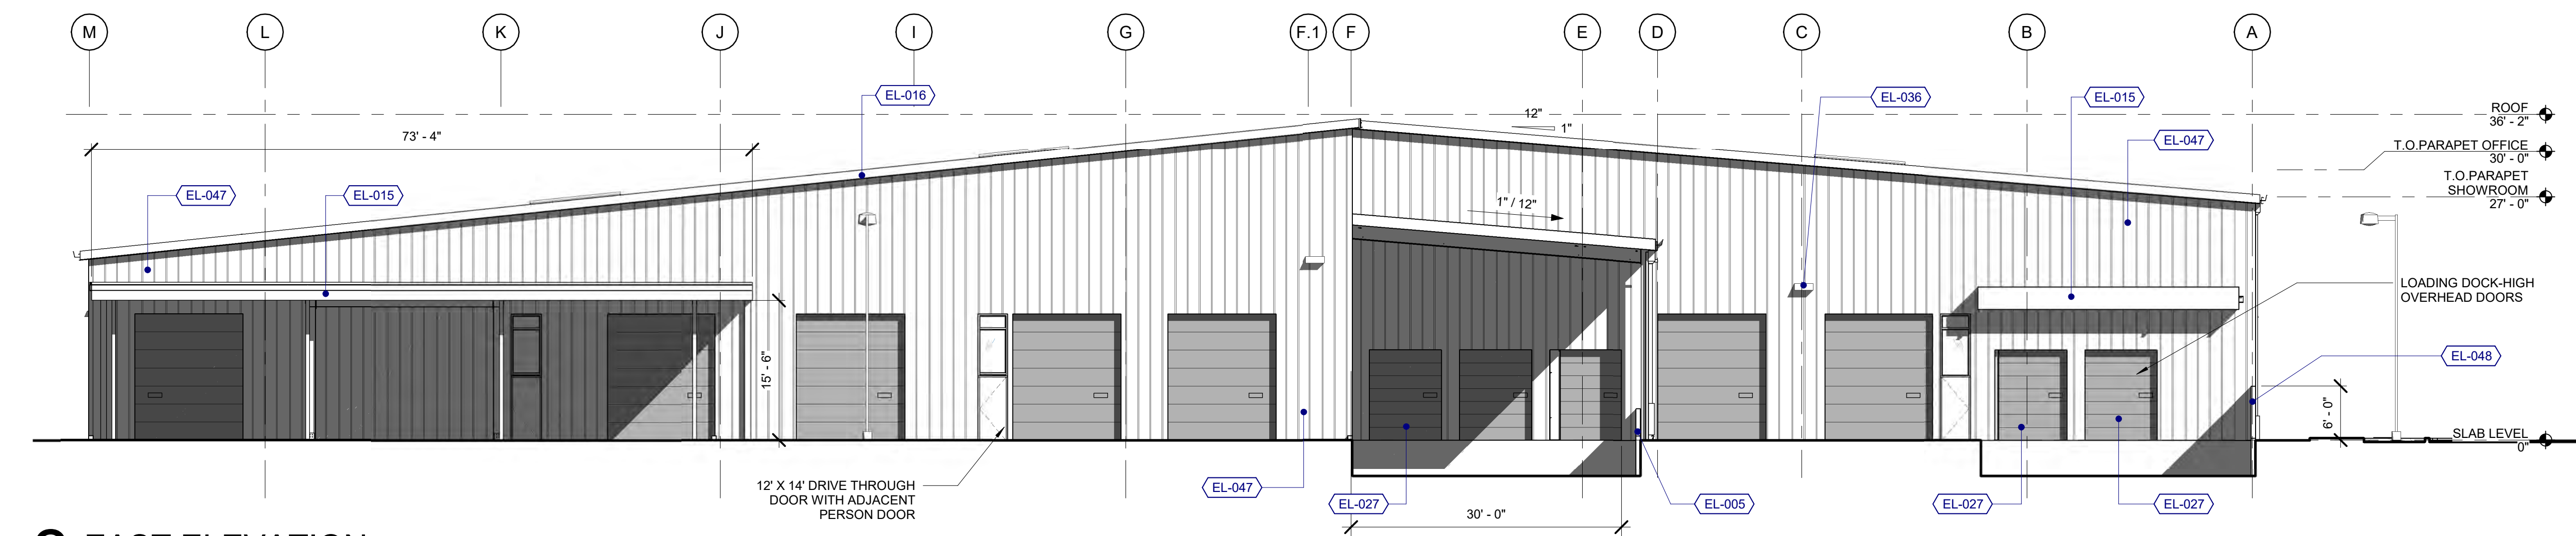 M L K J I G F.1 F E D C B A
EL-016
EL-036
EL-015
ROOF
36' - 2"
12"
1"
73' - 4"
EL-047
T.O.PARAPET OFFICE
30' - 0"
T.O.PARAPET
SHOWROOM
27' - 0"
EL-047
EL-015
1" / 12"
LOADING DOCK-HIGH
OVERHEAD DOORS
15' - 6"
EL-048
6' - 0"
SLAB LEVEL
0"
12' X 14' DRIVE THROUGH
DOOR WITH ADJACENT
PERSON DOOR
EL-047
EL-027
EL-005
EL-027
EL-027
30' - 0"
EAST ELEVATION